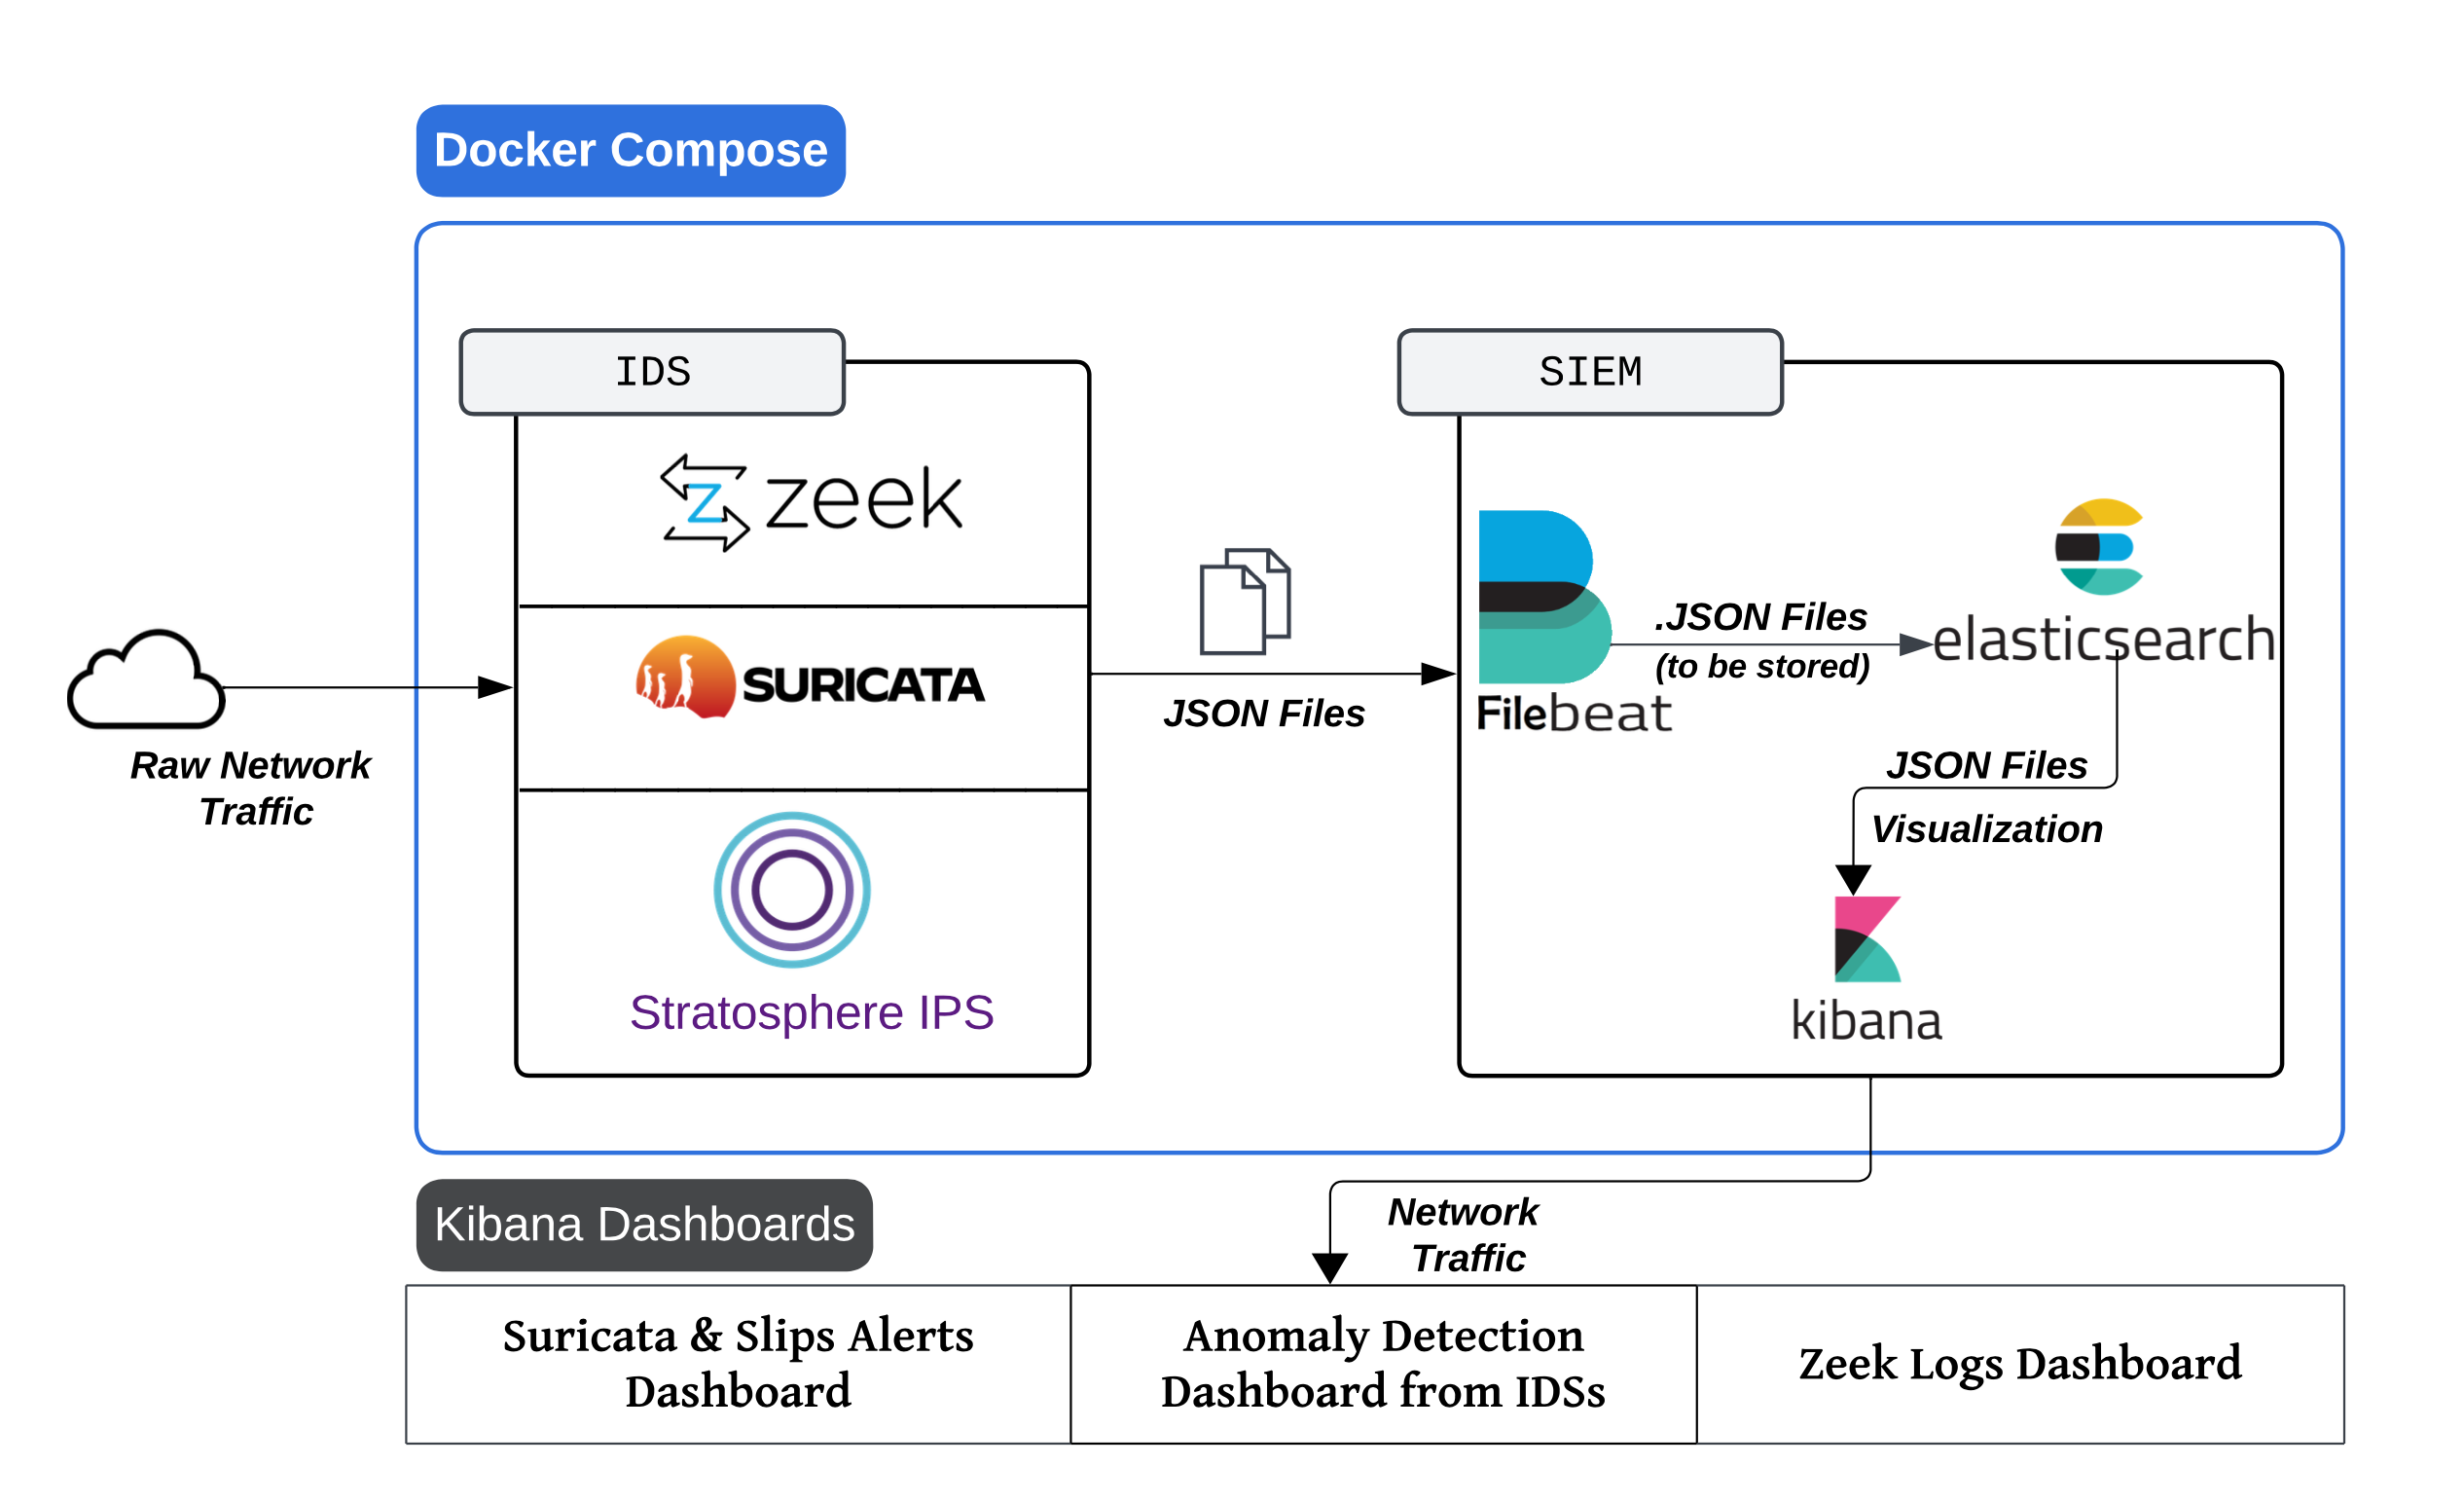 Docker Compose
IDS
SIEM
zeek
SURICATA
Stratosphere IPS
Raw Network
Traffic
JSON Files
Filebeat
.JSON Files
(to be stored)
elasticsearch
JSON Files
Visualization
kibana
Kibana Dashboards
Network
Traffic
Suricata & Slips Alerts
Dashboard
Anomaly Detection
Dashboard from IDSs
Zeek Logs Dashboard